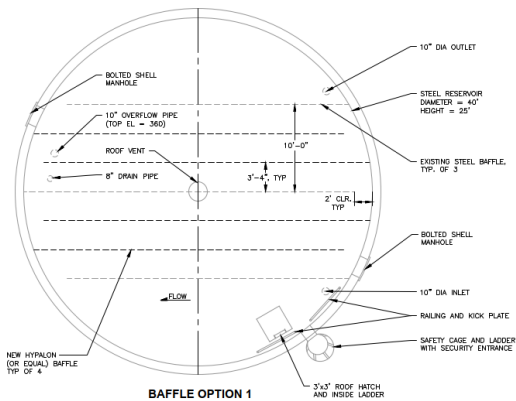 10" DIA OUTLET
BOLTED SHELL
MANHOLE
STEEL RESERVOIR
DIAMETER = 40'
HEIGHT = 25'
10" OVERFLOW PIPE
(TOP EL = 360)
10'-0"
ROOF VENT
EXISTING STEEL BAFFLE,
TYP. OF 3
8" DRAIN PIPE
3'-4", TYP
2' CLR,
TYP
BOLTED SHELL
MANHOLE
10" DIA INLET
FLOW
RAILING AND KICK PLATE
NEW HYPALON
(OR EQUAL) BAFFLE
TYP OF 4
SAFETY CAGE AND LADDER
WITH SECURITY ENTRANCE
3'x3' ROOF HATCH
AND INSIDE LADDER
BAFFLE OPTION 1